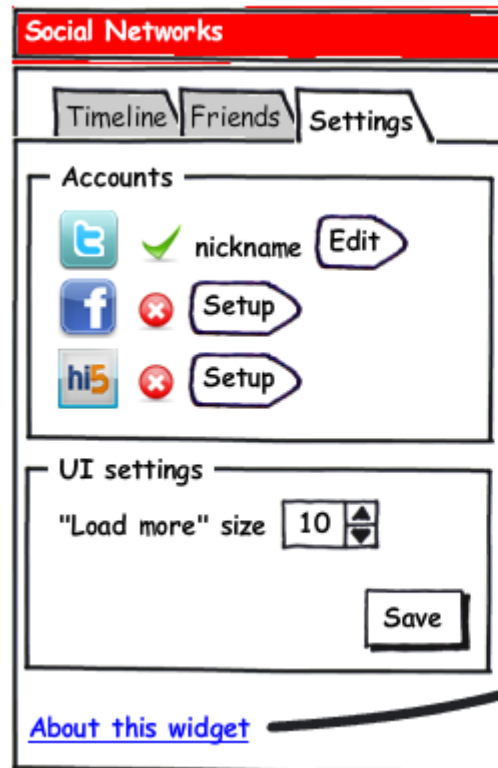 Social Networks
Timeline Friends Settings
Accounts
t nickname Edit
f Setup
hi5 Setup
UI settings
"Load more" size 10
Save
About this widget